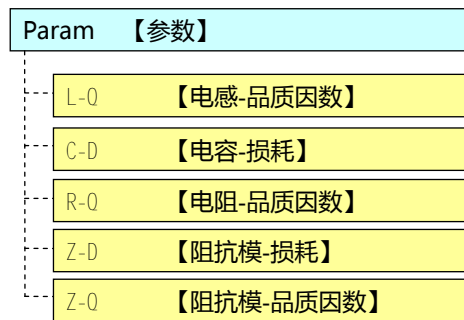 Param 【参数】
L-Q 【电感-品质因数】
C-D 【电容-损耗】
R-Q 【电阻-品质因数】
Z-D 【阻抗模-损耗】
Z-Q 【阻抗模-品质因数】